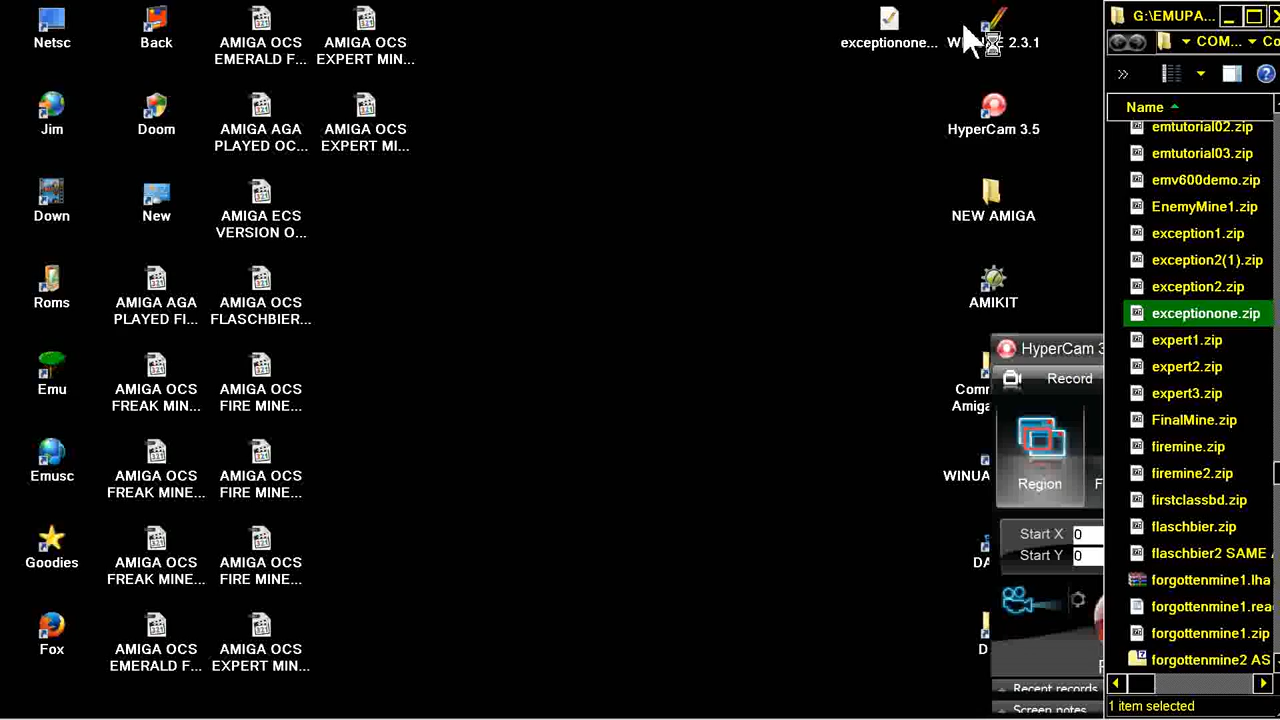 Netsc
Back
AMIGA OCS
EMERALD F...
AMIGA OCS
EXPERT MIN...
Jim
Doom
AMIGA AGA
PLAYED OC...
AMIGA OCS
EXPERT MI...
Down
New
AMIGA ECS
VERSION O...
Roms
AMIGA AGA
PLAYED FI...
AMIGA OCS
FLASCHBIER...
Emu
AMIGA OCS
FREAK MIN...
AMIGA OCS
FIRE MINE...
Emusc
AMIGA OCS
FREAK MINE...
AMIGA OCS
FIRE MINE...
Goodies
AMIGA OCS
FREAK MINE...
AMIGA OCS
FIRE MINE...
Fox
AMIGA OCS
EMERALD F...
AMIGA OCS
EXPERT MIN...
exceptionone...
2.3.1
HyperCam 3.5
NEW AMIGA
AMIKIT
Comm
Amiga
WINUA
DA
D
HyperCam 3
Record
Region
F
Start X 0
Start Y 0
Recent records
Screen notes
G:\EMUPA...
COM... Co
Name
emtutorial02.zip
emtutorial03.zip
emv600demo.zip
EnemyMine1.zip
exception1.zip
exception2(1).zip
exception2.zip
exceptionone.zip
expert1.zip
expert2.zip
expert3.zip
FinalMine.zip
firemine.zip
firemine2.zip
firstclassbd.zip
flaschbier.zip
flaschbier2 SAME
forgottenmine1.lha
forgottenmine1.rea
forgottenmine1.zip
forgottenmine2 AS
1 item selected